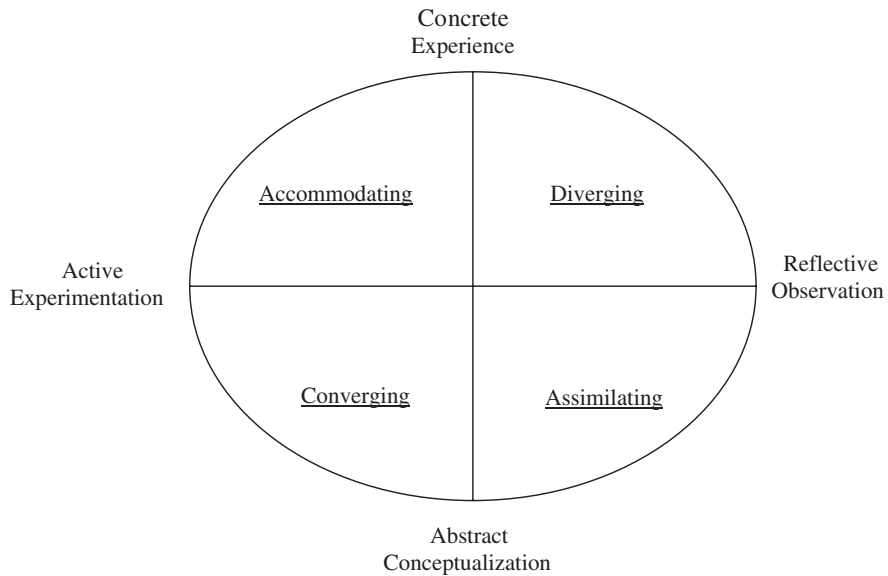 Concrete
Experience
Accommodating
Diverging
Active
Experimentation
Reflective
Observation
Converging
Assimilating
Abstract
Conceptualization